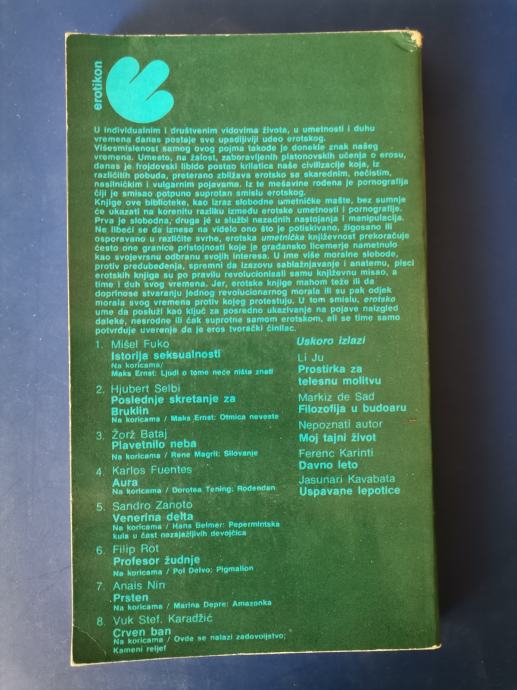 erotikon
U individualnim i društvenim vidovima života, u umetnosti i duhu
vremena danas postaje sve upadljiviji udeo erotskog.
Višesmislenost samog ovog pojma takođe je donekle znak našeg
vremena. Umesto, na žalost, zaboravljenih platonovskih učenja o erosu,
danas je frojdovski libido postao krilatica naše civilizacije koja, iz
različitih pobuda, preterano zbližava erotsko sa skarednim, nečistim,
nasilničkim i vulgarnim pojavama. Iz te mešavine rođena je pornografija
čiji je smisao potpuno suprotan smislu erotskog.
Knjige ove biblioteke, kao izraz slobodne umetničke mašte, bez sumnje
će ukazati na korenitu razliku između erotske umetnosti i pornografije.
Prva je slobodna, druga je u službi nazadnih nastojanja i manipulacija.
Ne libeći se da iznese na videlo ono što je potiskivano, žigosano ili
osporavano u različite svrhe, erotska umetnička književnost prekoračuje
često one granice pristojnosti koje je građansko licemerje nametnulo
kao svojevrsnu odbranu svojih interesa. U ime više moralne slobode,
protiv predubeđenja, spremni da izazovu sablažnjavanje i anatemu, pisci
erotskih knjiga su po pravilu revolucionisali samu književnu misao, a
time i duh svog vremena. Jer, erotske knjige mahom teže ili da
doprinose stvaranju jednog revolucionarnog morala ili su pak odjek
morala svog vremena protiv kojeg protestuju. U tom smislu, erotsko
ume da posluži kao ključ za posredno ukazivanje na pojave naizgled
daleke, nesrodne ili čak suprotne samom erotskom, ali se time samo
potvrđuje uverenje da je eros tvorački činilac.
1. Mišel Fuko
Istorija seksualnosti
Na koricama/
Maks Ernst: Ljudi o tome neće ništa znati
2. Hjubert Selbi
Poslednje skretanje za
Bruklin
Na koricama / Maks Ernst: Otmica neveste
3. Žorž Bataj
Plavetnilo neba
Na koricama / Rene Magrit: Silovanje
4. Karlos Fuentes
Aura
Na koricama / Dorotea Tening: Rođendan
5. Sandro Zanoto
Venerina delta
Na koricama / Hans Belmer: Pepermintska
kula u čast nezajažljivih devojčica
6. Filip Rot
Profesor žudnje
Na koricama / Pol Delvo: Pigmalion
7. Anais Nin
Prsten
Na koricama / Marina Depre: Amazonka
8. Vuk Stef. Karadžić
Crven ban
Na koricama / Ovde se nalazi zadovoljstvo;
Kameni reljef
Uskoro izlazi
Li Ju
Prostirka za
telesnu molitvu
Markiz de Sad
Filozofija u budoaru
Nepoznati autor
Moj tajni život
Ferenc Karinti
Davno leto
Jasunari Kavabata
Uspavane lepotice